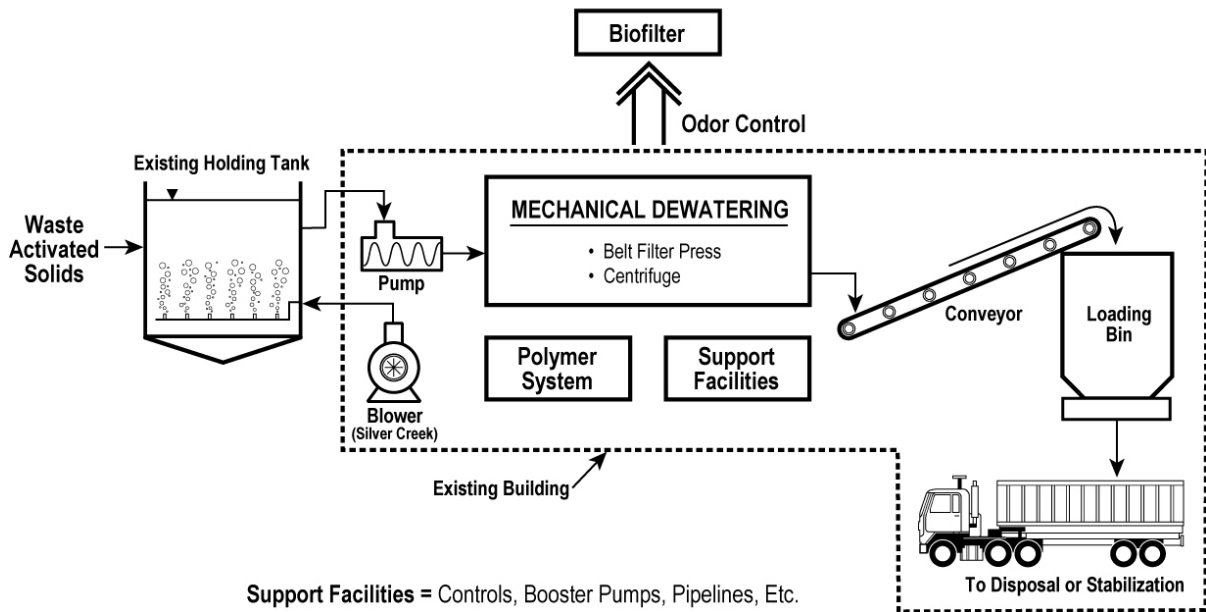 Biofilter
Odor Control
Existing Holding Tank
Waste
Activated
Solids
MECHANICAL DEWATERING
• Belt Filter Press
• Centrifuge
Pump
Conveyor
Loading
Bin
Polymer
System
Support
Facilities
Blower
(Silver Creek)
Existing Building
To Disposal or Stabilization
Support Facilities = Controls, Booster Pumps, Pipelines, Etc.